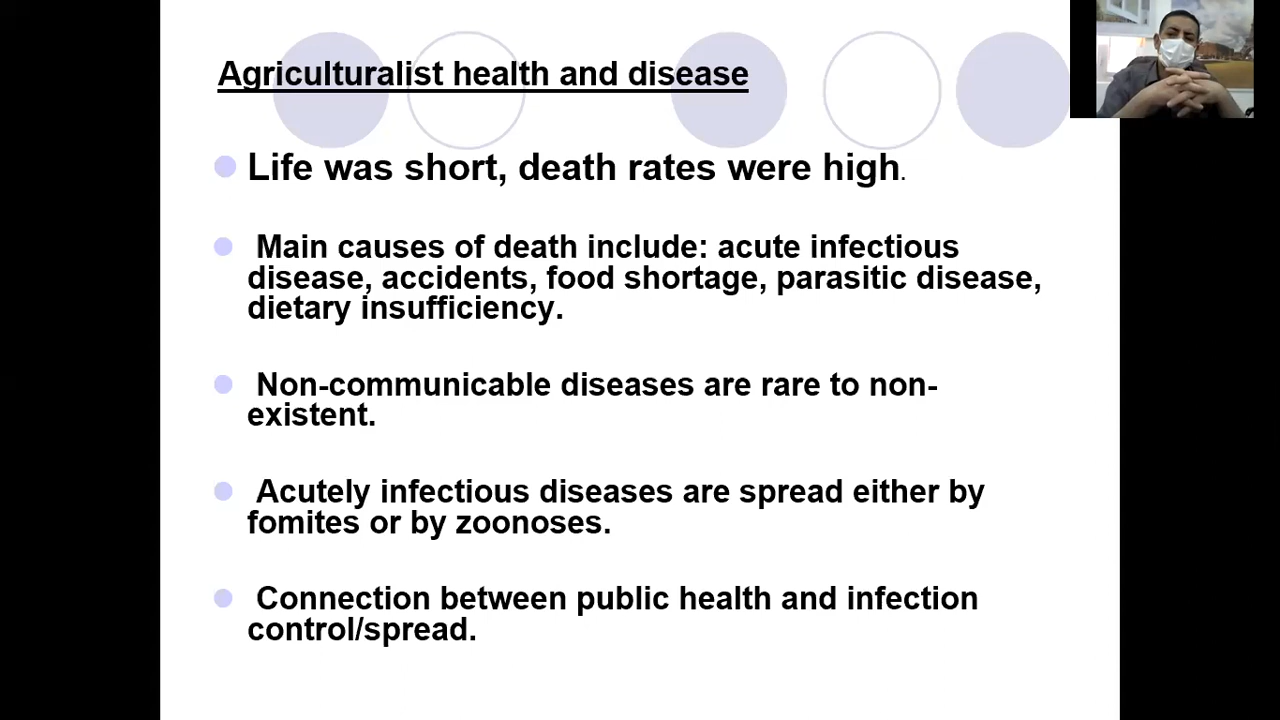 Agriculturalist health and disease
Life was short, death rates were high.
Main causes of death include: acute infectious
disease, accidents, food shortage, parasitic disease,
dietary insufficiency.
Non-communicable diseases are rare to non-
existent.
Acutely infectious diseases are spread either by
fomites or by zoonoses.
Connection between public health and infection
control/spread.